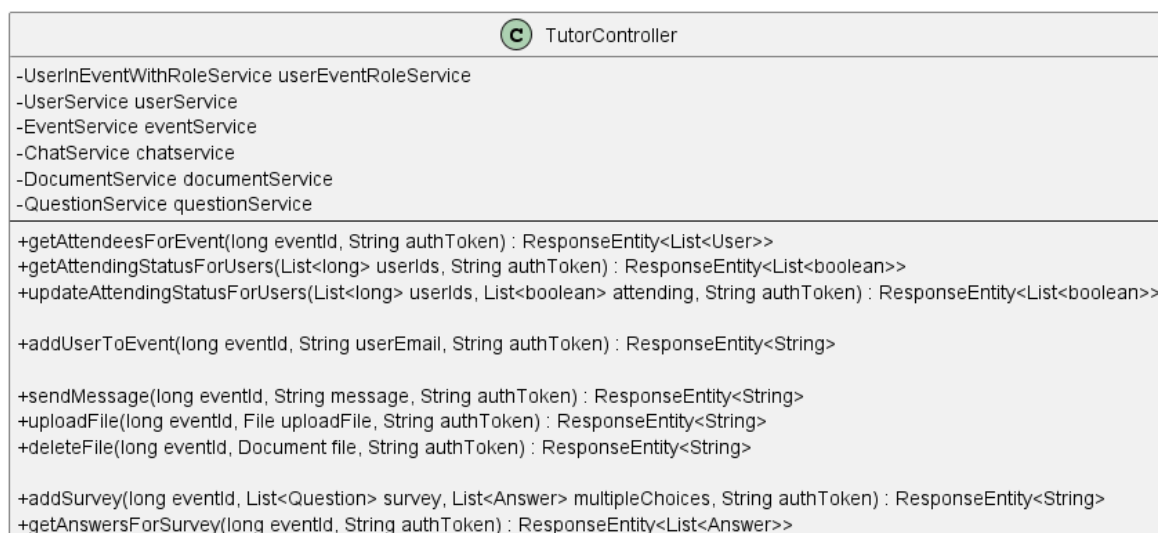 C TutorController
-UserInEventWithRoleService userEventRoleService
-UserService userService
-EventService eventService
-ChatService chatservice
-DocumentService documentService
-QuestionService questionService
+getAttendeesForEvent(long eventId, String authToken) : ResponseEntity<List<User>>
+getAttendingStatusForUsers(List<long> userIds, String authToken) : ResponseEntity<List<boolean>>
+updateAttendingStatusForUsers(List<long> userIds, List<boolean> attending, String authToken) : ResponseEntity<List<boolean>>
+addUserToEvent(long eventId, String userEmail, String authToken) : ResponseEntity<String>
+sendMessage(long eventId, String message, String authToken) : ResponseEntity<String>
+uploadFile(long eventId, File uploadFile, String authToken) : ResponseEntity<String>
+deleteFile(long eventId, Document file, String authToken) : ResponseEntity<String>
+addSurvey(long eventId, List<Question> survey, List<Answer> multipleChoices, String authToken) : ResponseEntity<String>
+getAnswersForSurvey(long eventId, String authToken) : ResponseEntity<List<Answer>>